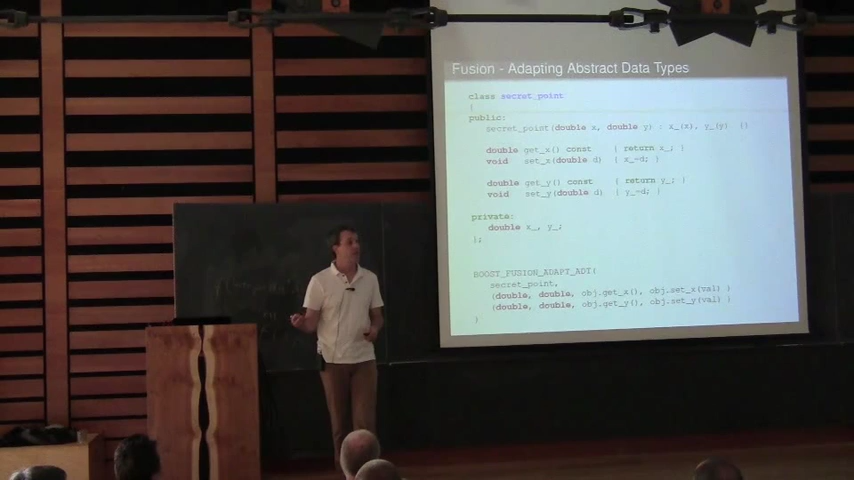 Fusion - Adapting Abstract Data Types
class secret_point
{
public:
secret_point(double x, double y) : x_(x), y_(y) {}
double get_x() const { return x_; }
void set_x(double d) { x_=d; }
double get_y() const { return y_; }
void set_y(double d) { y_=d; }
private:
double x_, y_;
};
BOOST_FUSION_ADAPT_ADT(
secret_point,
(double, double, obj.get_x(), obj.set_x(val) )
(double, double, obj.get_y(), obj.set_y(val) )
)